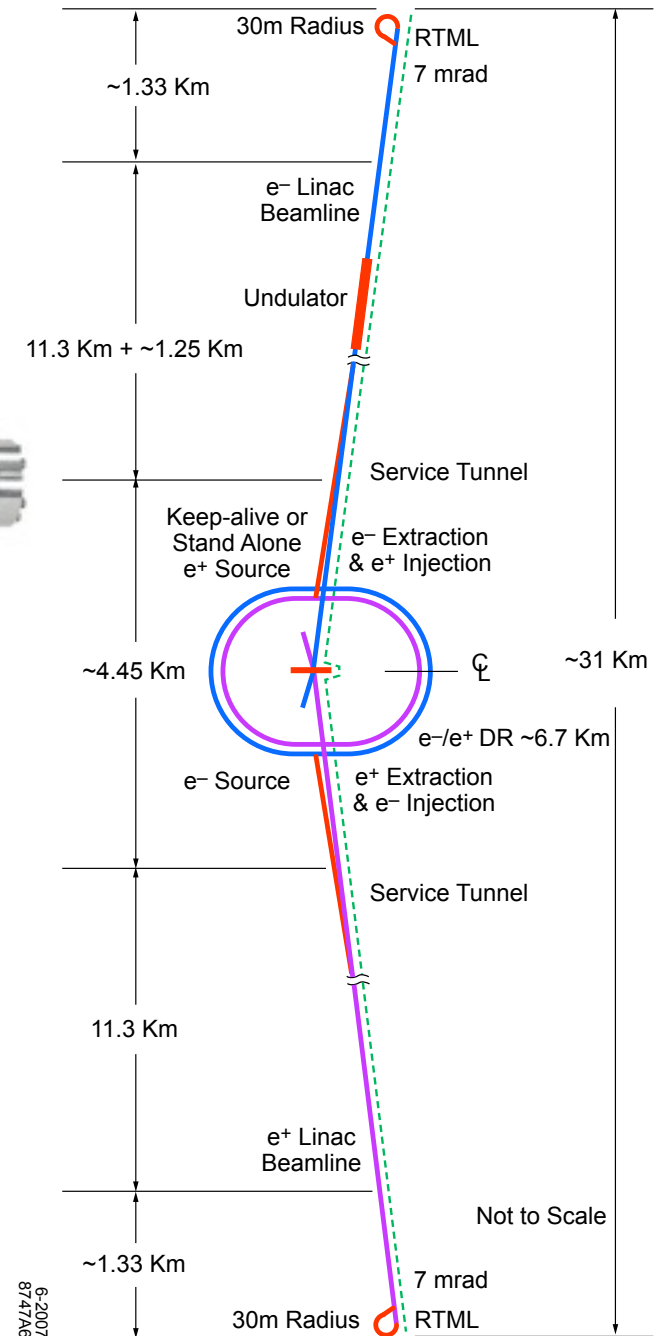 30m Radius
RTML
7 mrad
~1.33 Km
e– Linac
Beamline
Undulator
11.3 Km + ~1.25 Km
Service Tunnel
Keep-alive or
Stand Alone
e+ Source
e– Extraction
& e+ Injection
~4.45 Km
℄
~31 Km
e–/e+ DR ~6.7 Km
e– Source
e+ Extraction
& e– Injection
Service Tunnel
11.3 Km
e+ Linac
Beamline
Not to Scale
~1.33 Km
7 mrad
30m Radius
RTML
6-2007
8747A6